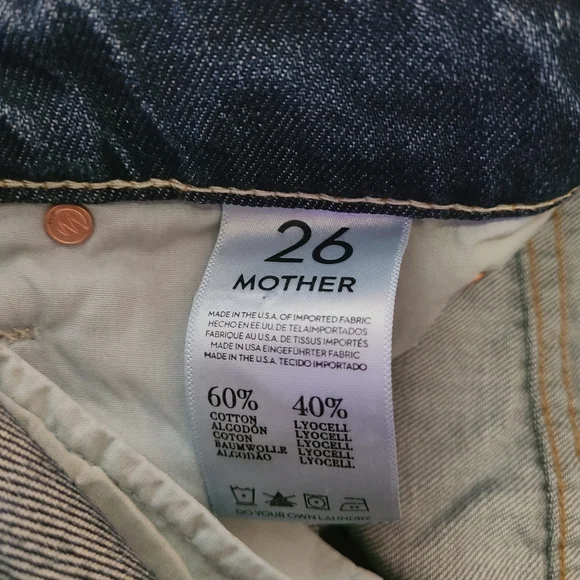 26
MOTHER
MADE IN THE U.S.A. OF IMPORTED FABRIC
HECHO EN EE.UU. DE TELAIMPORTADOS
FABRIQUE AU U.S.A. DE TISSUS IMPORTÉS
MADE IN USA EINGEFÜHRTER FABRIC
MADE IN THE U.S.A. TECIDO IMPORTADO
60% 40%
COTTON LYOCELL
ALGODÓN LYOCELL
COTON LYOCELL
BAUMWOLLE LYOCELL
ALGODÃO LYOCELL
DO YOUR OWN LAUNDRY